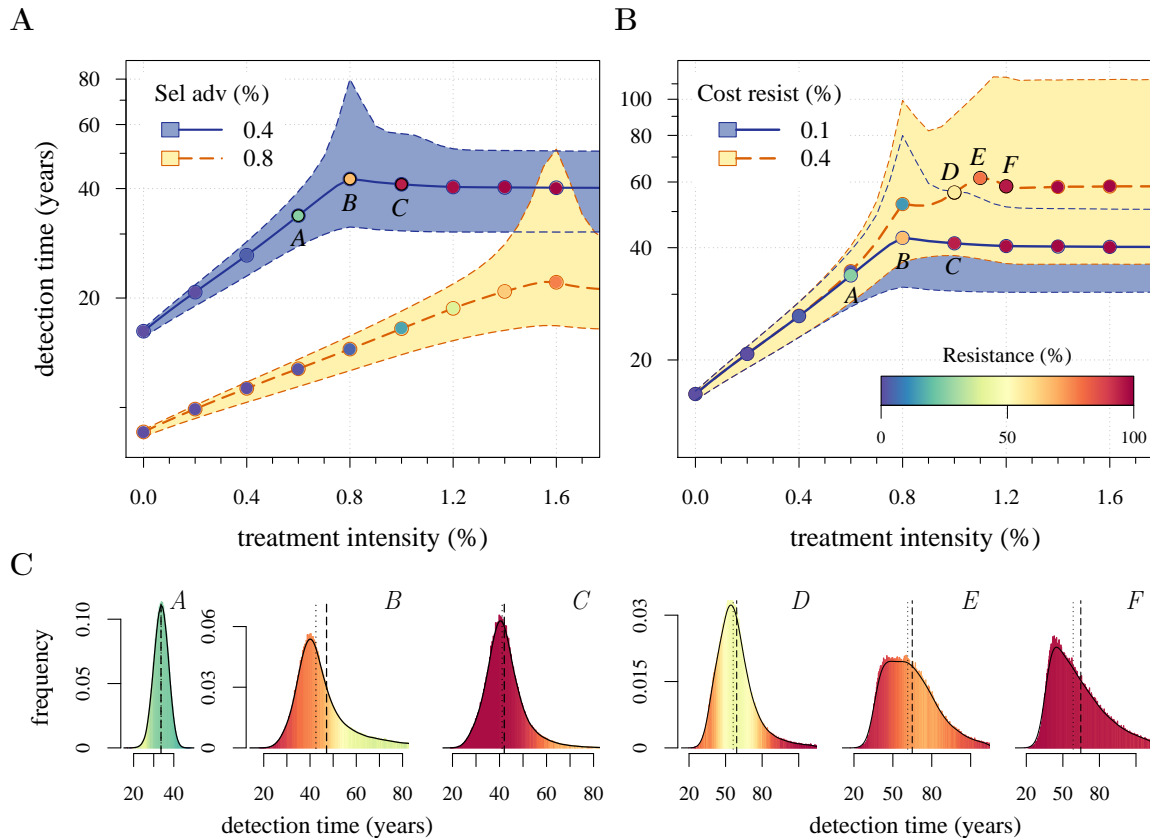 A
80
60
40
20
detection time (years)
Sel adv (%)
0.4
0.8
A
B
C
0.0
0.4
0.8
1.2
1.6
treatment intensity (%)
B
100
80
60
40
20
Cost resist (%)
0.1
0.4
A
B
C
D
E
F
Resistance (%)
0
50
100
0.0
0.4
0.8
1.2
1.6
treatment intensity (%)
C
frequency
0.10
0.05
0
A
20 40
0.06
0.03
0
B
20 40 60 80
C
20 40 60 80
detection time (years)
0.03
0.015
0
D
20 50 80
E
20 50 80
F
20 50 80
detection time (years)